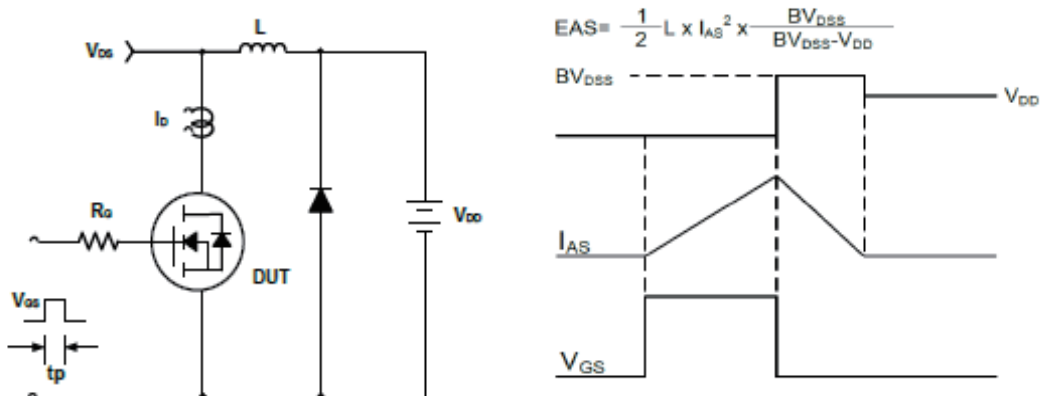 L
VDS
ID
RG
VDD
DUT
VGS
tp
EAS= 1/2 L x IAS² x BVDSS / BVDSS-VDD
BVDSS
VDD
IAS
VGS